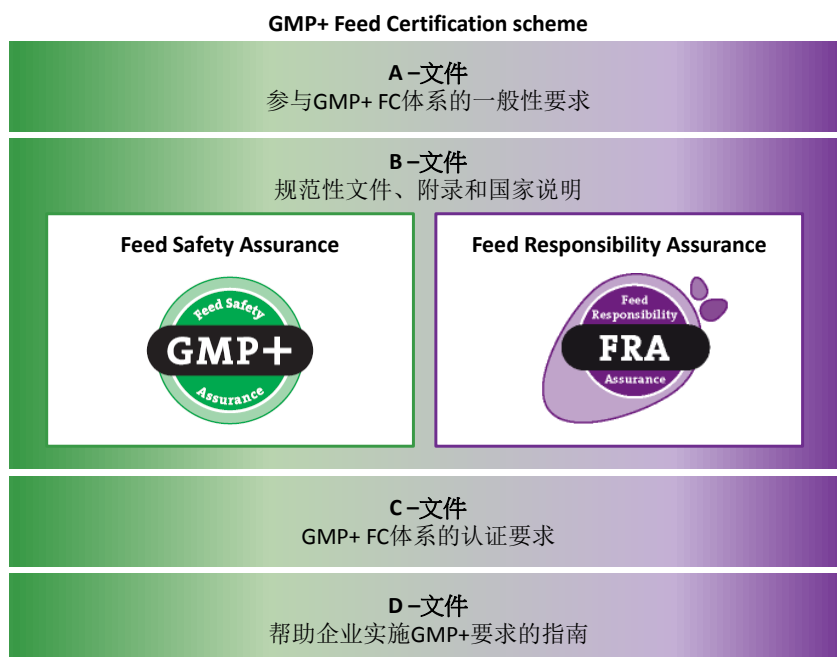 GMP+ Feed Certification scheme
A –文件
参与GMP+ FC体系的一般性要求
B –文件
规范性文件、附录和国家说明
Feed Safety Assurance
Feed Safety
GMP+
Assurance
Feed Responsibility Assurance
Feed
Responsibility
FRA
Assurance
C –文件
GMP+ FC体系的认证要求
D –文件
帮助企业实施GMP+要求的指南